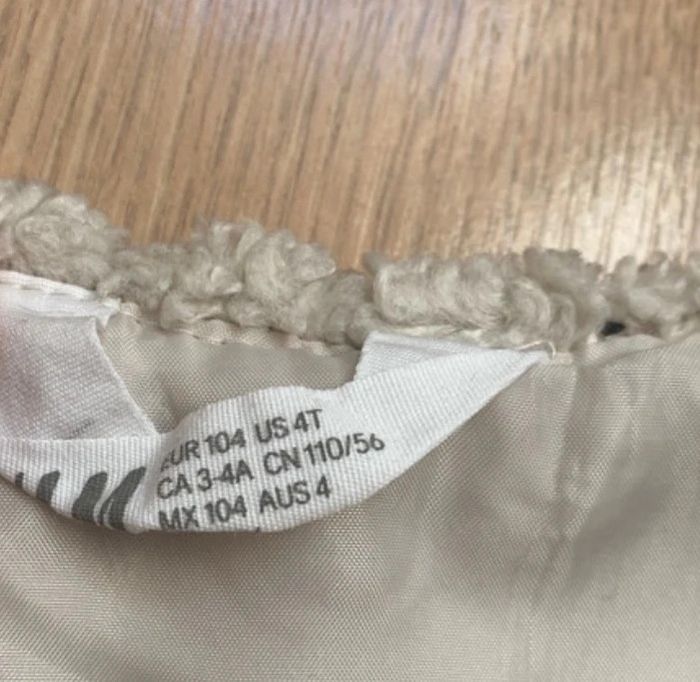 EUR 104 US 4T
CA 3-4A CN 110/56
MX 104 AUS 4